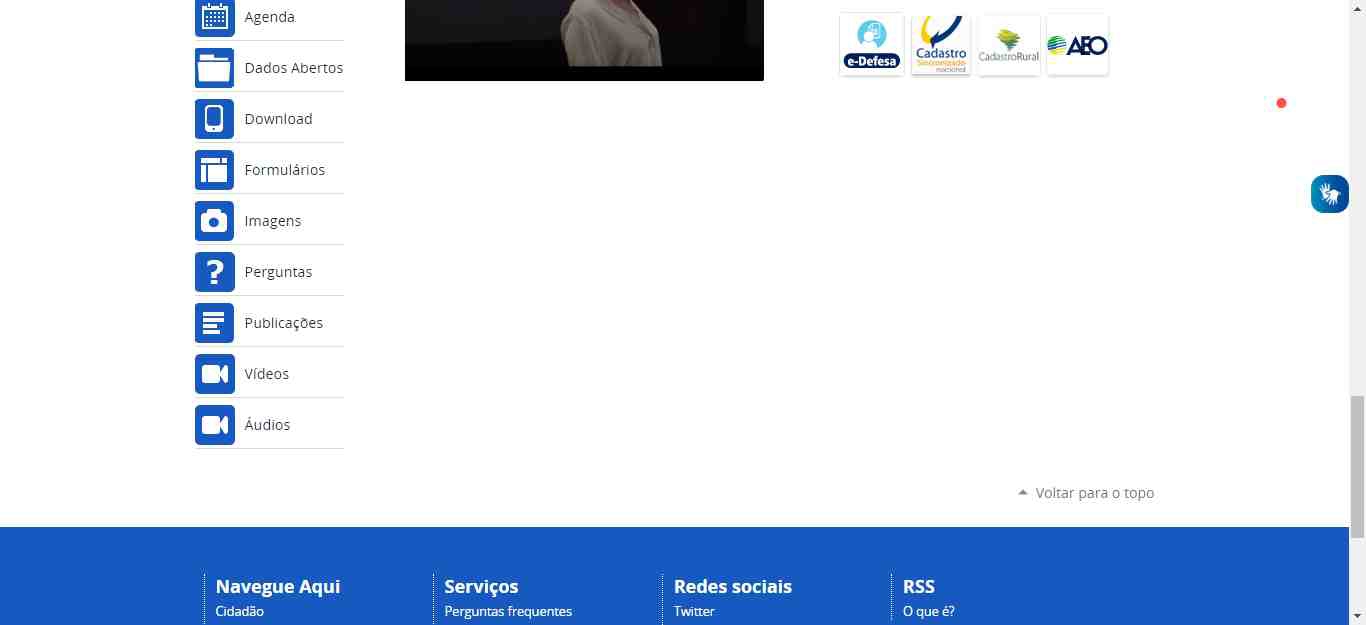 Agenda
Dados Abertos
Download
Formulários
Imagens
Perguntas
Publicações
Vídeos
Áudios
e-Defesa
Cadastro
Sincronizado
nacional
CadastroRural
AEO
Voltar para o topo
Navegue Aqui
Cidadão
Serviços
Perguntas frequentes
Redes sociais
Twitter
RSS
O que é?